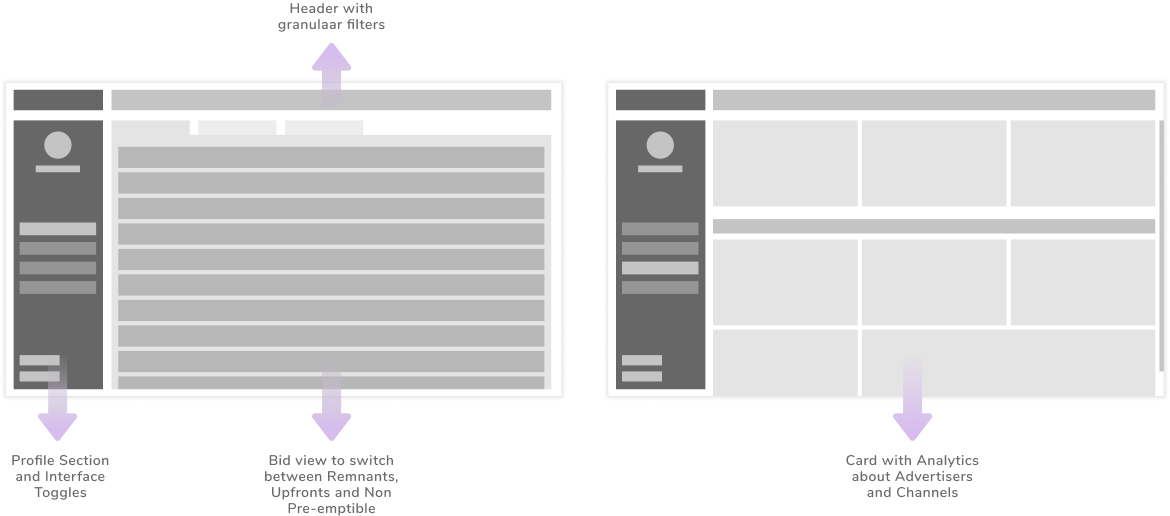 Header with
granulaar filters
Profile Section
and Interface
Toggles
Bid view to switch
between Remnants,
Upfronts and Non
Pre-emptible
Card with Analytics
about Advertisers
and Channels